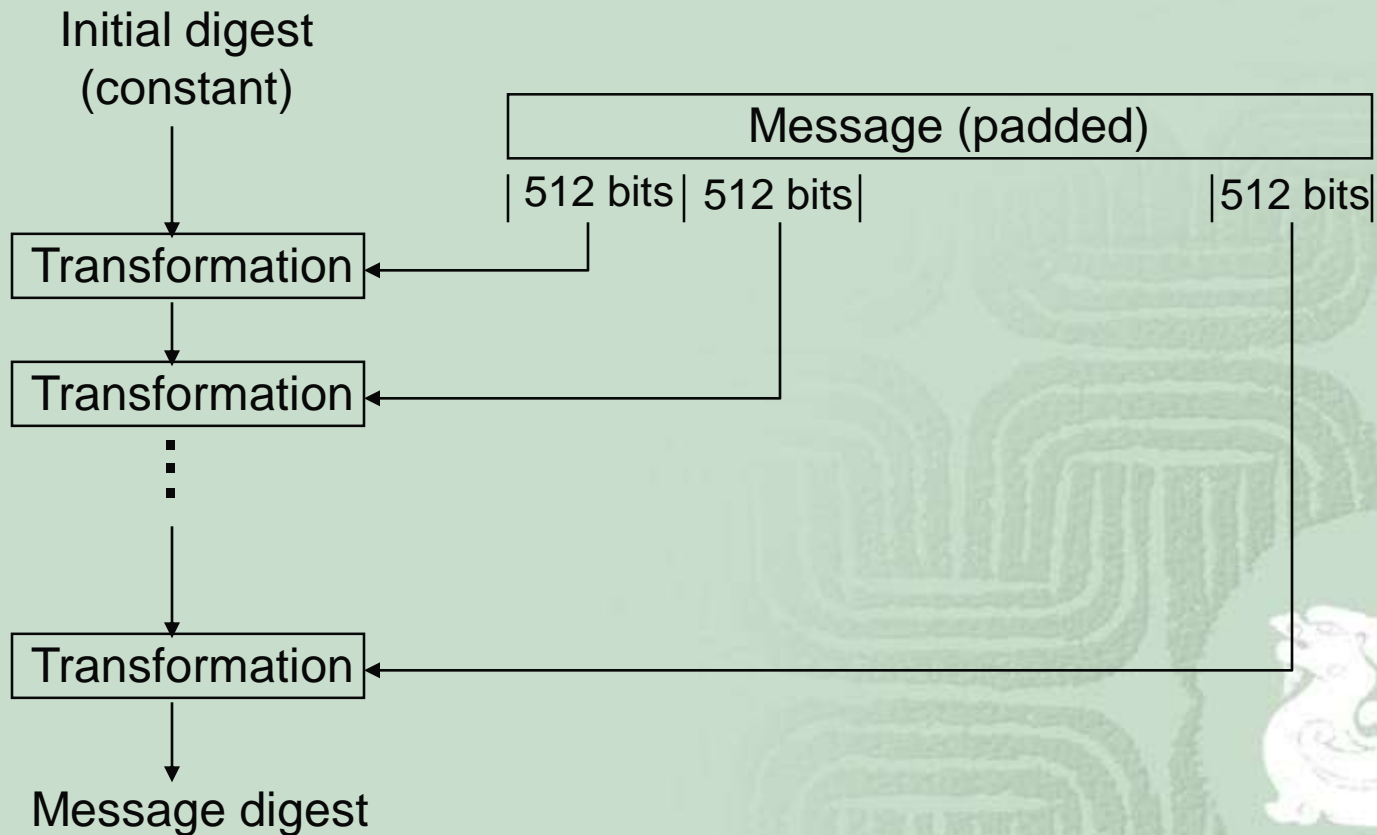 Initial digest
(constant)
Message (padded)
512 bits 512 bits 512 bits
Transformation
Transformation
Transformation
Message digest